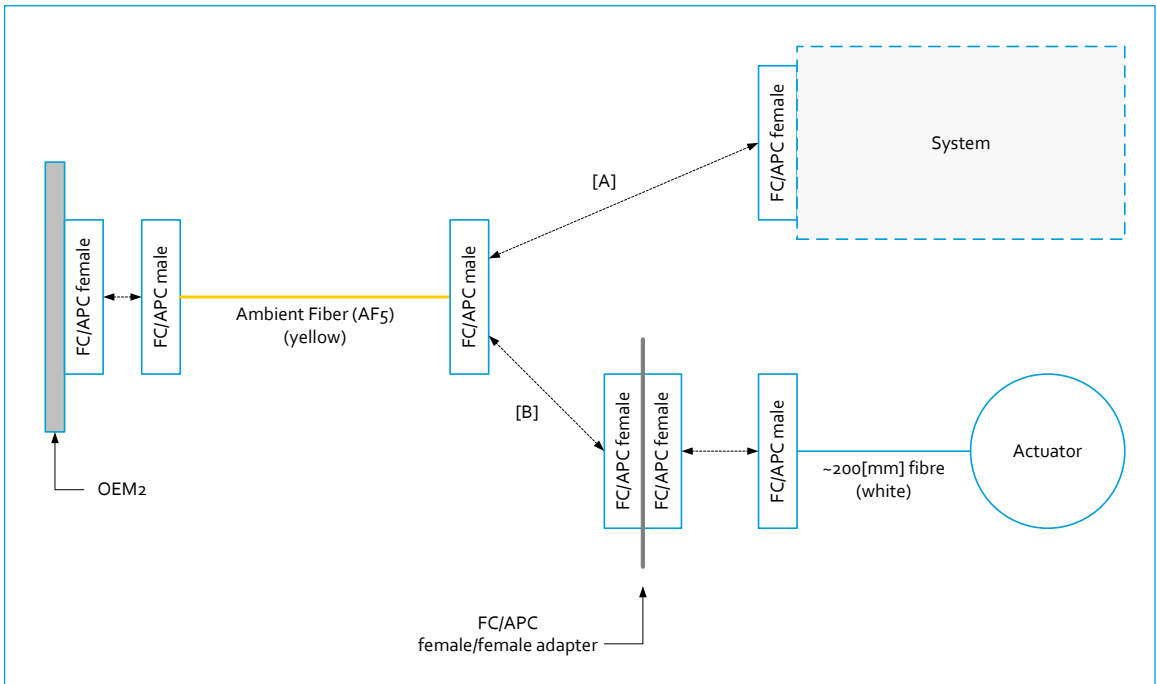 FC/APC female
System
[A]
FC/APC female
FC/APC male
Ambient Fiber (AF5)
(yellow)
FC/APC male
[B]
FC/APC female
FC/APC female
FC/APC male
~200[mm] fibre
(white)
Actuator
OEM2
FC/APC
female/female adapter